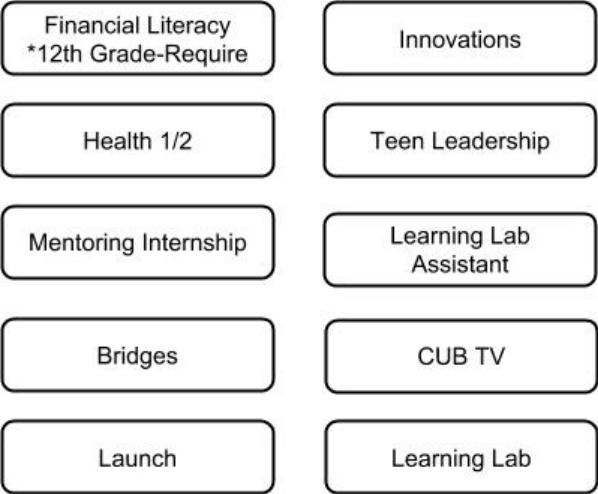 Financial Literacy
*12th Grade-Require
Innovations
Health 1/2
Teen Leadership
Mentoring Internship
Learning Lab
Assistant
Bridges
CUB TV
Launch
Learning Lab